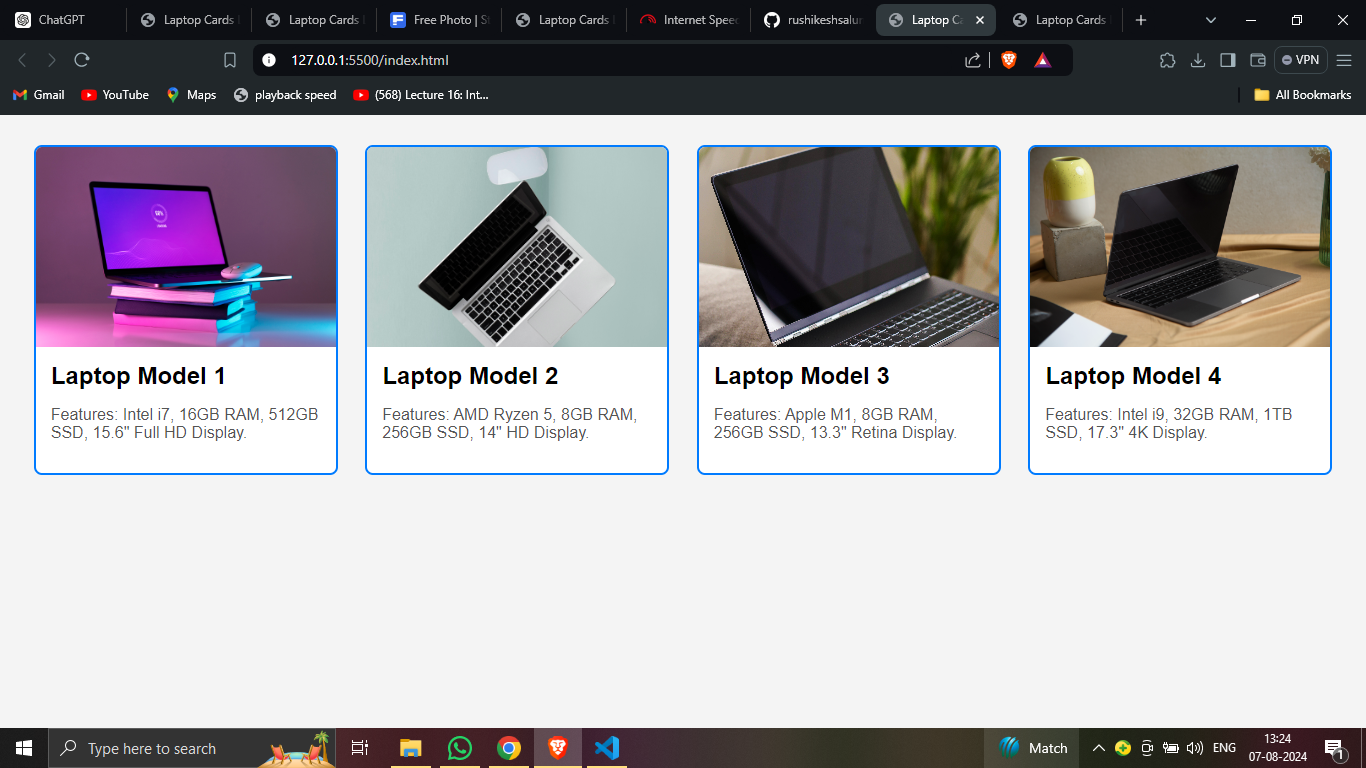 ChatGPT
Laptop Cards
Laptop Cards
Free Photo | S
Laptop Cards
Internet Speed
rushikeshsalun
Laptop Ca
Laptop Cards
127.0.0.1:5500/index.html
VPN
Gmail
YouTube
Maps
playback speed
(568) Lecture 16: Int...
All Bookmarks
Laptop Model 1
Features: Intel i7, 16GB RAM, 512GB
SSD, 15.6" Full HD Display.
Laptop Model 2
Features: AMD Ryzen 5, 8GB RAM,
256GB SSD, 14" HD Display.
Laptop Model 3
Features: Apple M1, 8GB RAM,
256GB SSD, 13.3" Retina Display.
Laptop Model 4
Features: Intel i9, 32GB RAM, 1TB
SSD, 17.3" 4K Display.
Type here to search
Match
ENG
13:24
07-08-2024
1